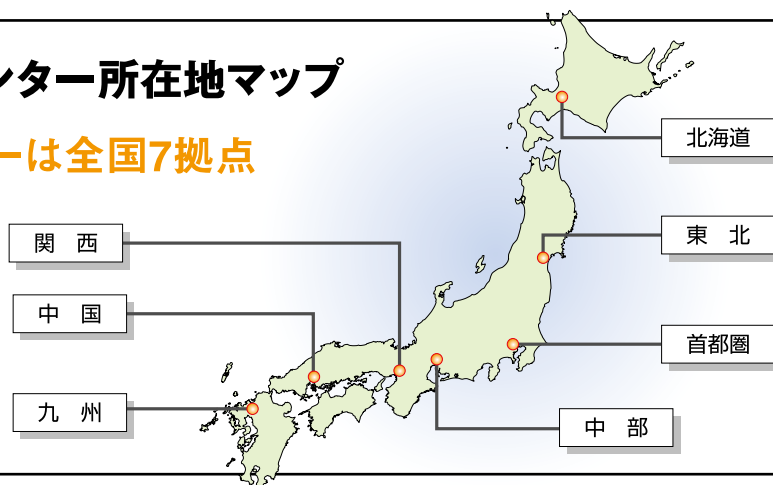 ンター所在地マップ
ーは全国7拠点
北海道
関 西
東 北
中 国
首都圏
九 州
中 部